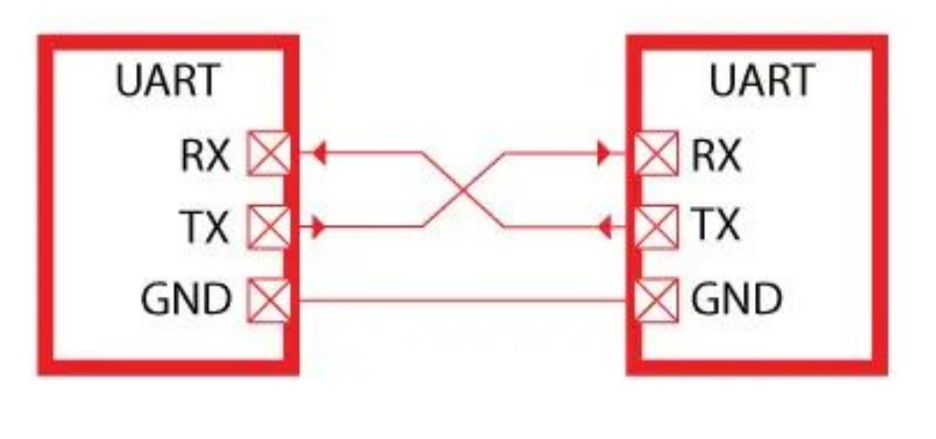 UART
RX
TX
GND
UART
RX
TX
GND